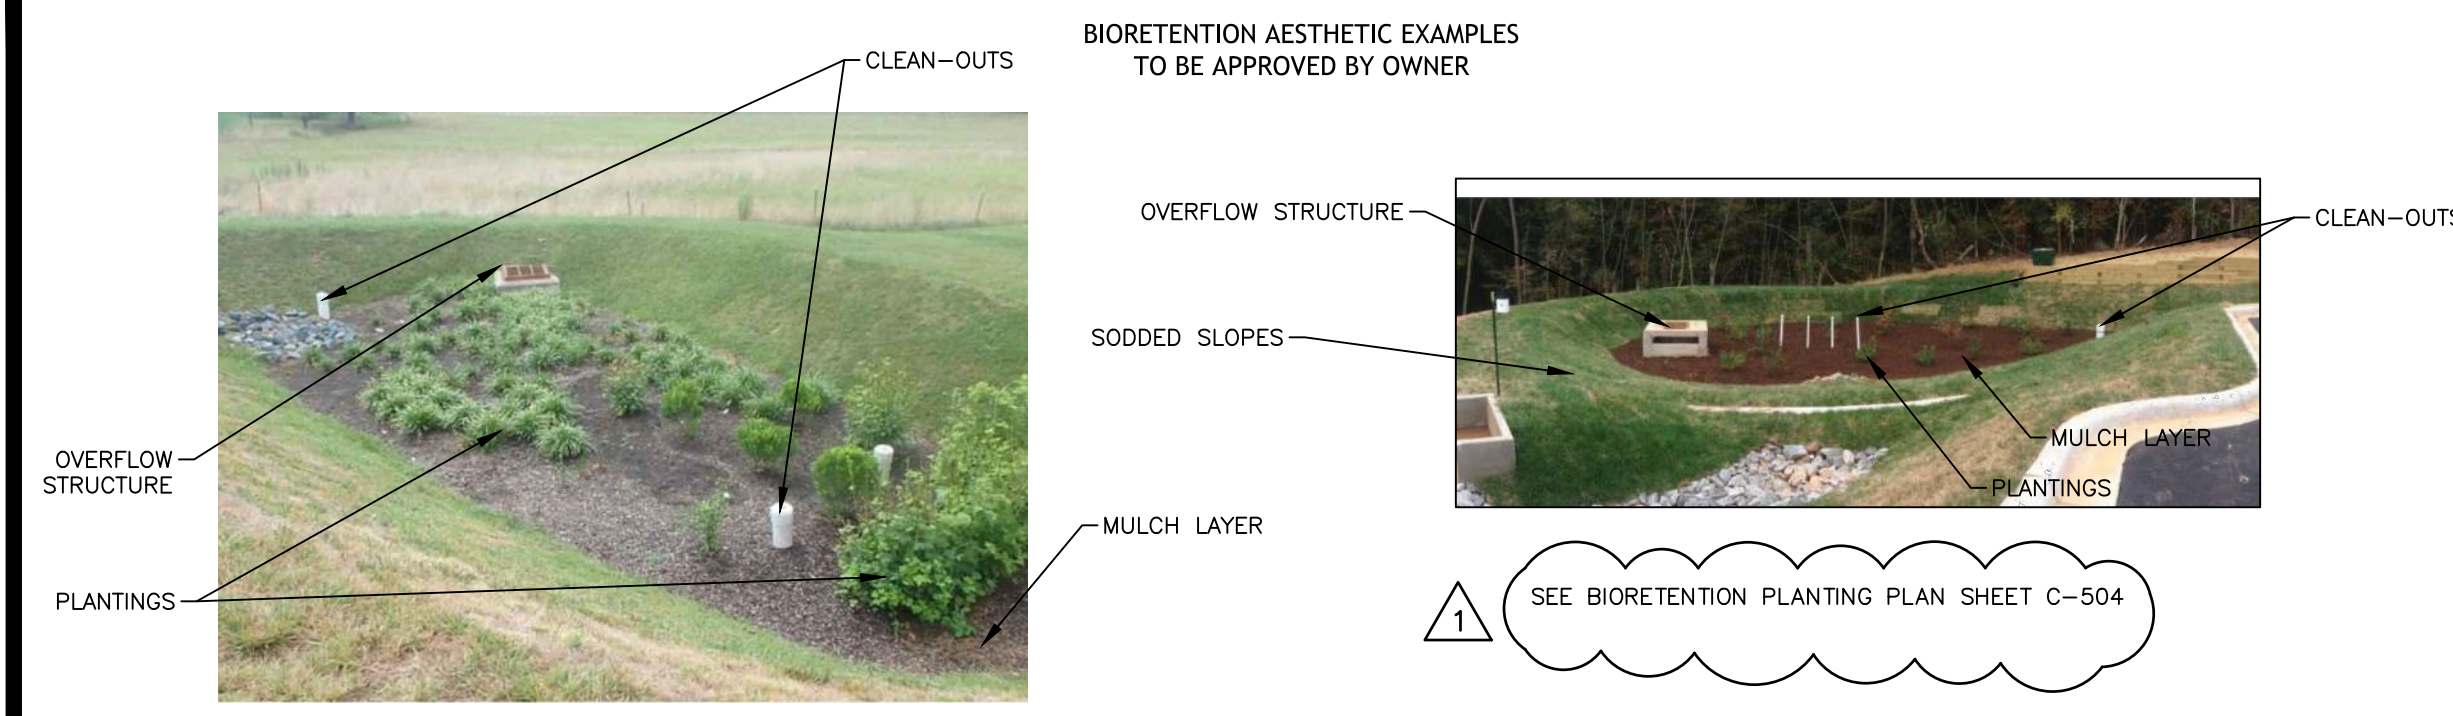 BIORETENTION AESTHETIC EXAMPLES
TO BE APPROVED BY OWNER
CLEAN-OUTS
OVERFLOW
STRUCTURE
PLANTINGS
MULCH LAYER
OVERFLOW STRUCTURE
SODDED SLOPES
CLEAN-OUTS
MULCH LAYER
PLANTINGS
1
SEE BIORETENTION PLANTING PLAN SHEET C-504